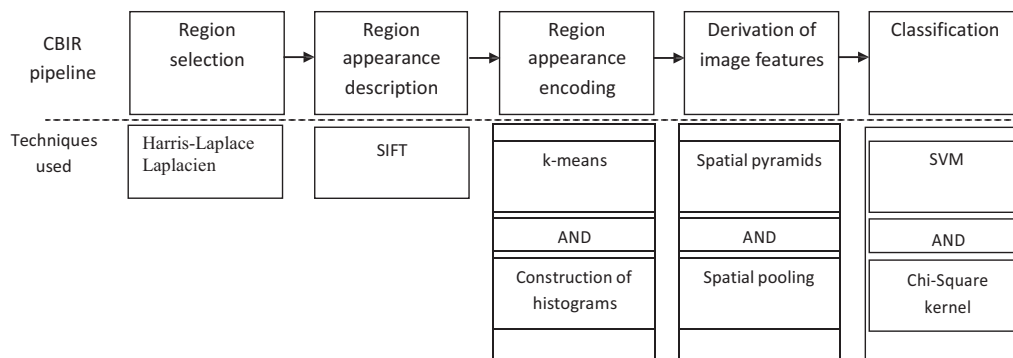 CBIR
pipeline
Region
selection
Region
appearance
description
Region
appearance
encoding
Derivation of
image features
Classification
Techniques
used
Harris-Laplace
Laplacien
SIFT
k-means
AND
Construction of
histograms
Spatial pyramids
AND
Spatial pooling
SVM
AND
Chi-Square
kernel